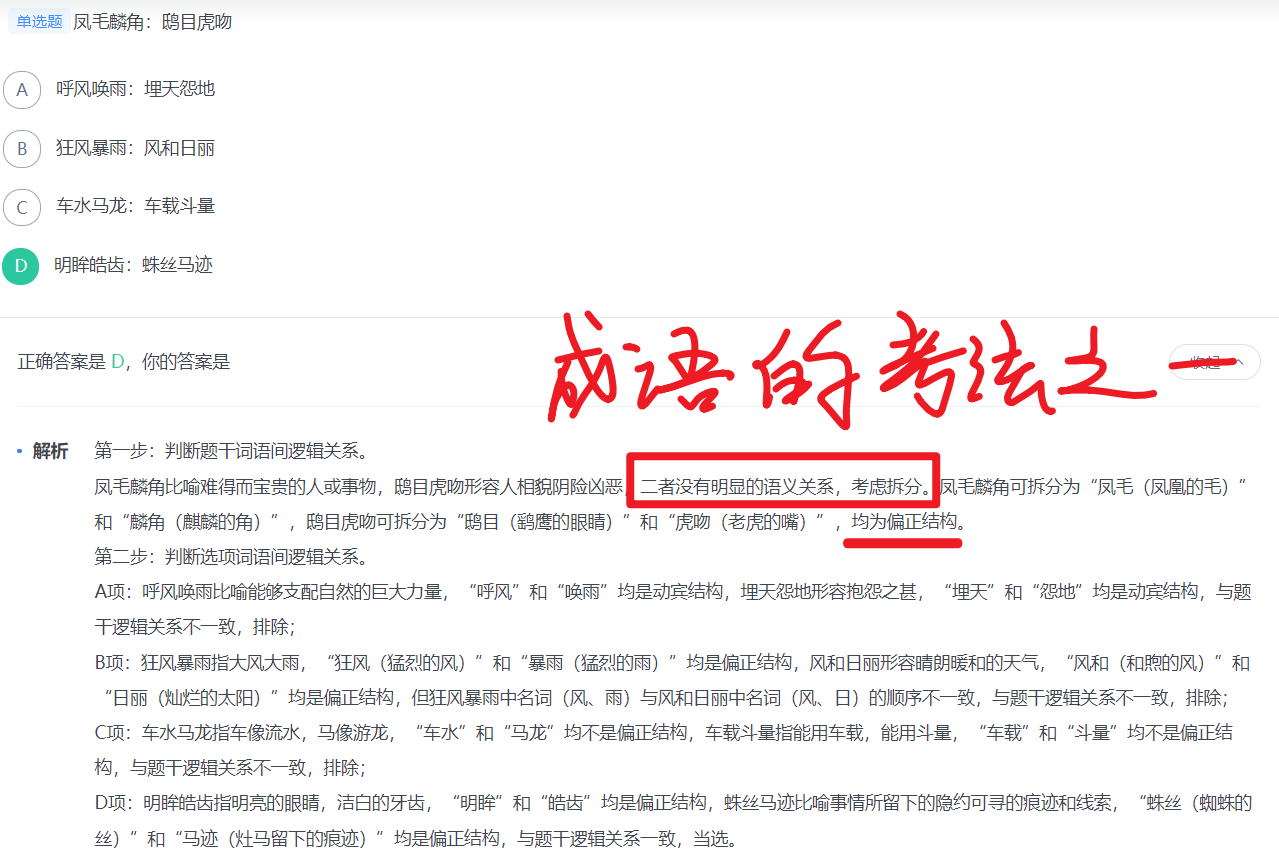 单选题 凤毛麟角：鸱目虎吻
A 呼风唤雨：埋天怨地
B 狂风暴雨：风和日丽
C 车水马龙：车载斗量
D 明眸皓齿：蛛丝马迹
成语的考法之一
正确答案是 D，你的答案是
收起
解析 第一步：判断题干词语间逻辑关系。
凤毛麟角比喻难得而宝贵的人或事物，鸱目虎吻形容人相貌阴险凶恶，二者没有明显的语义关系，考虑拆分。凤毛麟角可拆分为“凤毛（凤凰的毛）”
和“麟角（麒麟的角）”，鸱目虎吻可拆分为“鸱目（鹞鹰的眼睛）”和“虎吻（老虎的嘴）”，均为偏正结构。
第二步：判断选项词语间逻辑关系。
A项：呼风唤雨比喻能够支配自然的巨大力量，“呼风”和“唤雨”均是动宾结构，埋天怨地形容抱怨之甚，“埋天”和“怨地”均是动宾结构，与题
干逻辑关系不一致，排除；
B项：狂风暴雨指大风大雨，“狂风（猛烈的风）”和“暴雨（猛烈的雨）”均是偏正结构，风和日丽形容晴朗暖和的天气，“风和（和煦的风）”和
“日丽（灿烂的太阳）”均是偏正结构，但狂风暴雨中名词（风、雨）与风和日丽中名词（风、日）的顺序不一致，与题干逻辑关系不一致，排除；
C项：车水马龙指车像流水，马像游龙，“车水”和“马龙”均不是偏正结构，车载斗量指能用车载，能用斗量，“车载”和“斗量”均不是偏正结
构，与题干逻辑关系不一致，排除；
D项：明眸皓齿指明亮的眼睛，洁白的牙齿，“明眸”和“皓齿”均是偏正结构，蛛丝马迹比喻事情所留下的隐约可寻的痕迹和线索，“蛛丝（蜘蛛的
丝）”和“马迹（灶马留下的痕迹）”均是偏正结构，与题干逻辑关系一致，当选。